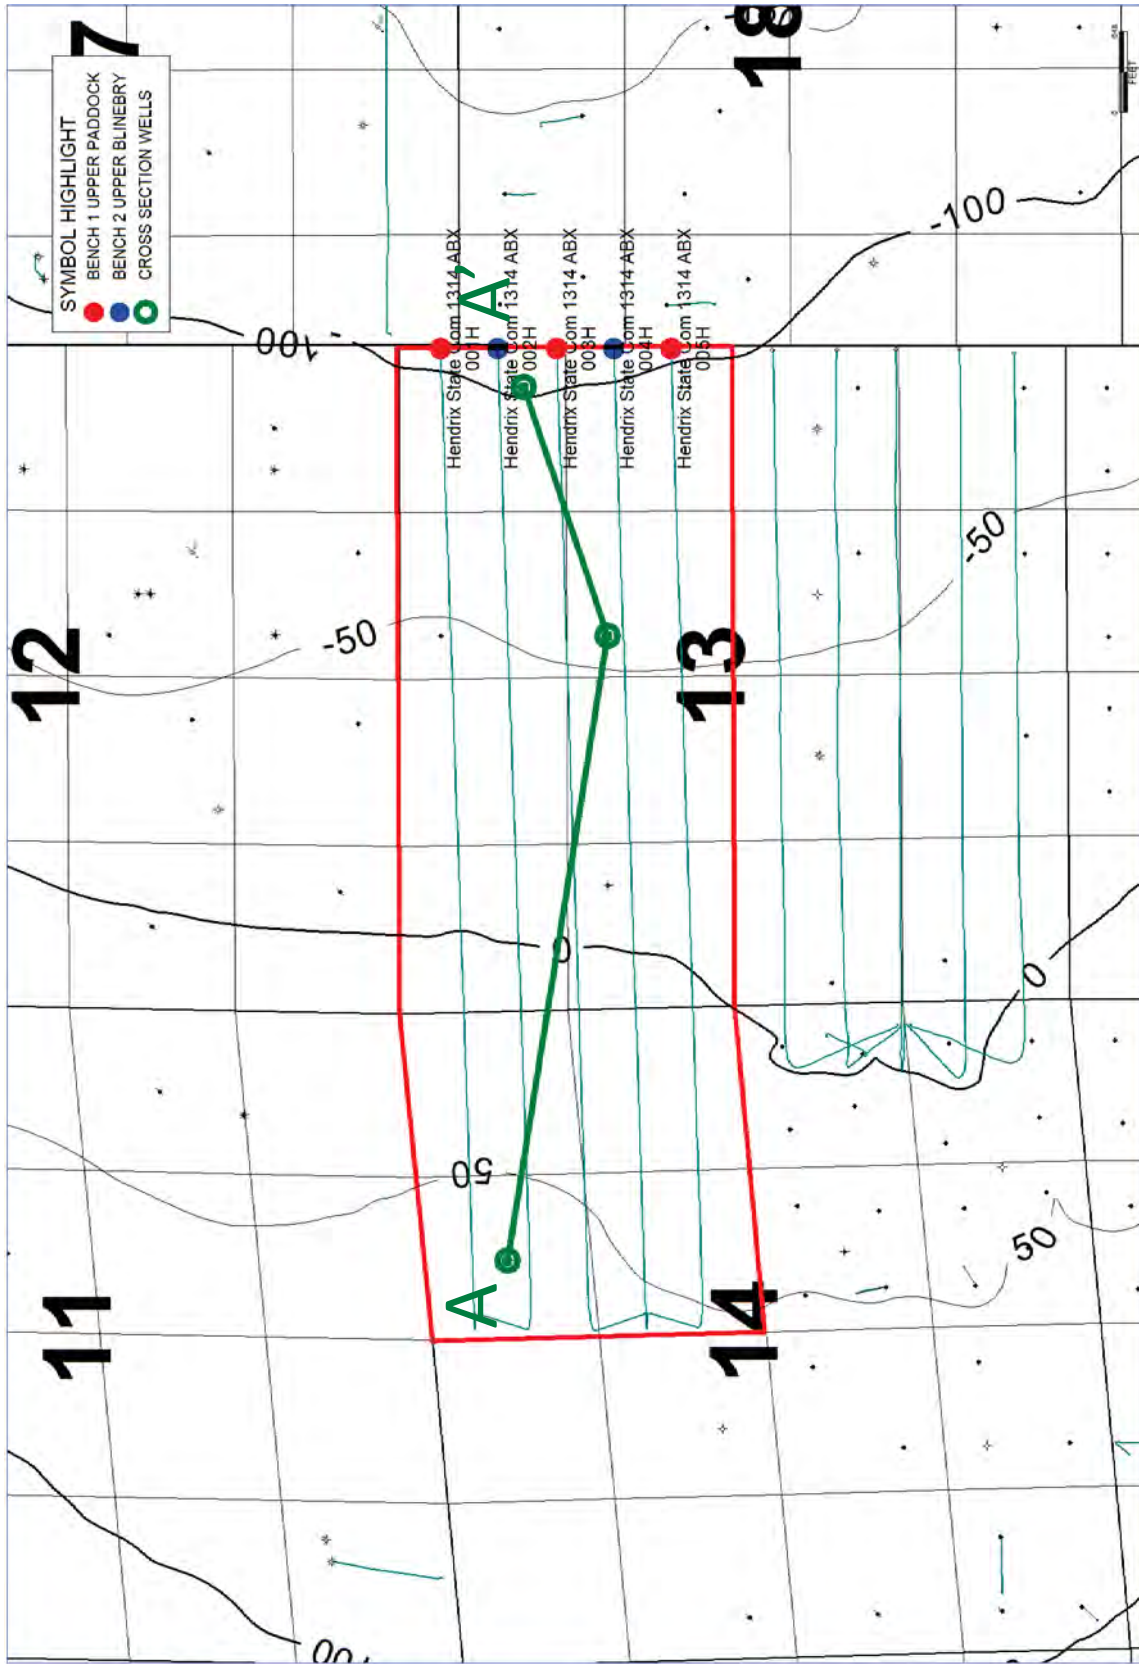 7
18
SYMBOL HIGHLIGHT
BENCH 1 UPPER PADDOCK
BENCH 2 UPPER BLINEBRY
CROSS SECTION WELLS
FEET
-100
-100
A'
Hendrix State Com 1314 ABX
001H
Hendrix State Com 1314 ABX
002H
Hendrix State Com 1314 ABX
003H
Hendrix State Com 1314 ABX
004H
Hendrix State Com 1314 ABX
005H
12
-50
13
-50
0
0
50
A
50
11
14